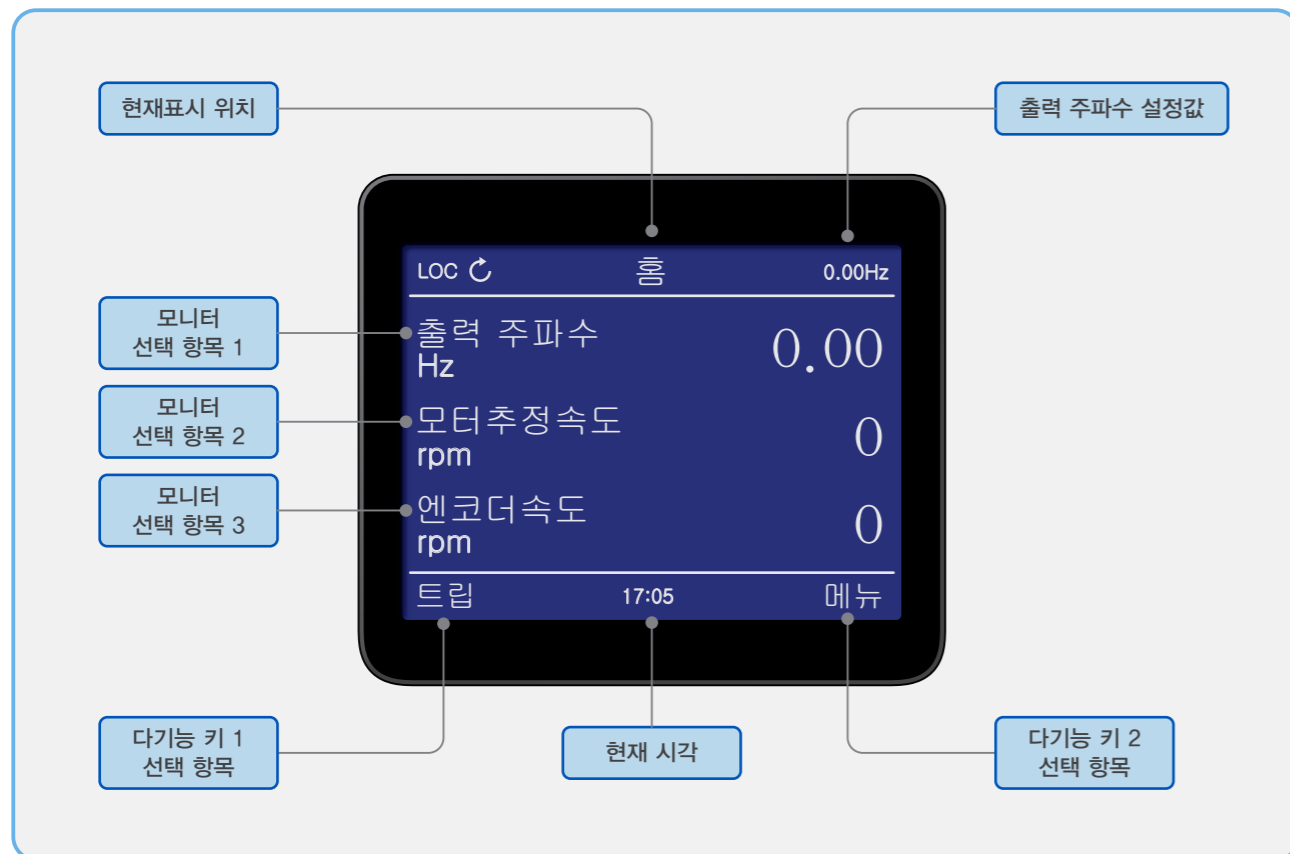 현재표시 위치
출력 주파수 설정값
LOC 홈 0.00Hz
모니터
선택 항목 1
출력 주파수
Hz
0.00
모니터
선택 항목 2
모터추정속도
rpm
0
모니터
선택 항목 3
엔코더속도
rpm
0
트립 17:05 메뉴
다기능 키 1
선택 항목
현재 시각
다기능 키 2
선택 항목